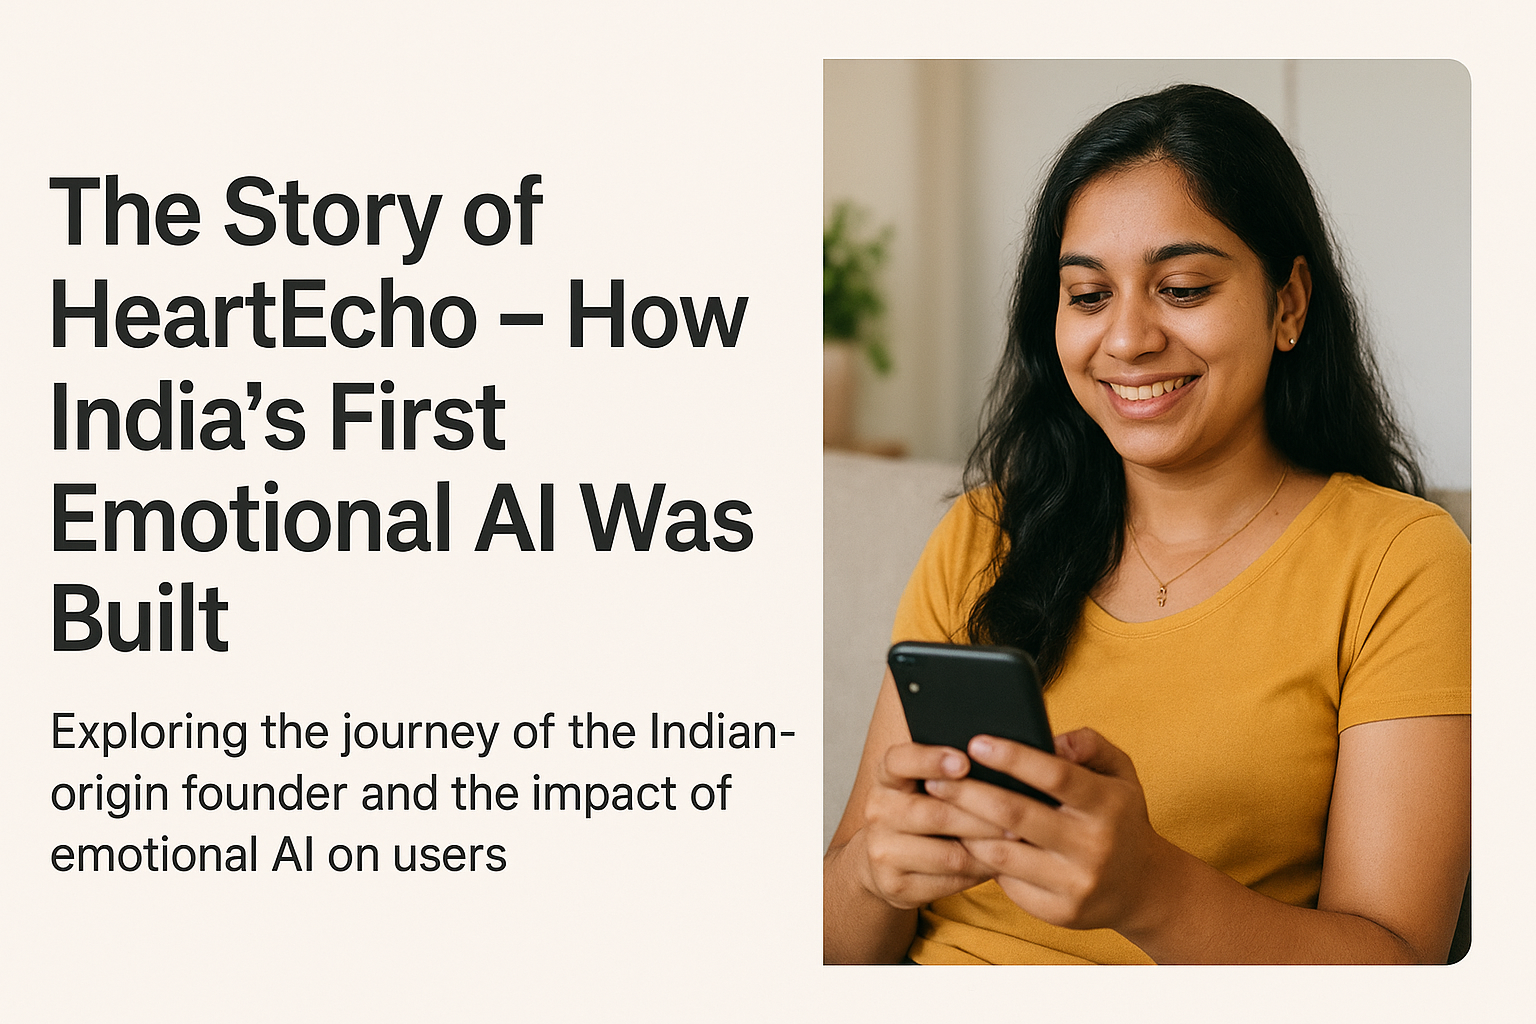 The Story of
HeartEcho – How
India’s First
Emotional AI Was
Built
Exploring the journey of the Indian-
origin founder and the impact of
emotional AI on users